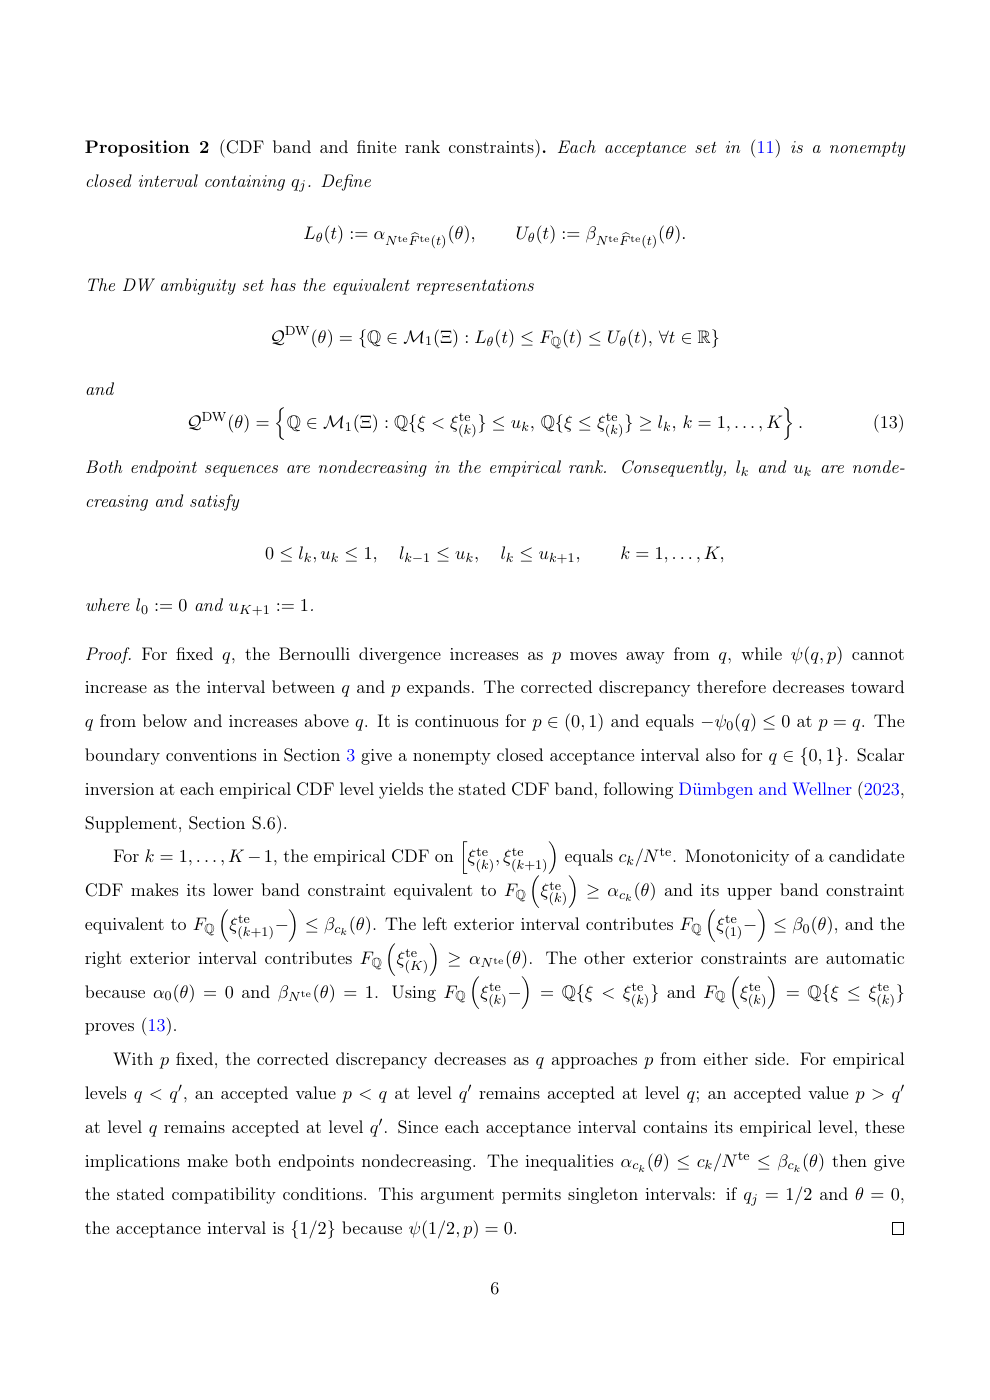 Proposition 2 (CDF band and finite rank constraints). Each acceptance set in (11) is a nonempty
closed interval containing q_j. Define
L_θ(t) := α_{N^te F̂^te(t)}(θ), U_θ(t) := β_{N^te F̂^te(t)}(θ).
The DW ambiguity set has the equivalent representations
𝒬^DW(θ) = {ℚ ∈ ℳ_1(Ξ) : L_θ(t) ≤ F_ℚ(t) ≤ U_θ(t), ∀t ∈ ℝ}
and
𝒬^DW(θ) = {ℚ ∈ ℳ_1(Ξ) : ℚ{ξ < ξ^te_(k)} ≤ u_k, ℚ{ξ ≤ ξ^te_(k)} ≥ l_k, k = 1, . . . , K} . (13)
Both endpoint sequences are nondecreasing in the empirical rank. Consequently, l_k and u_k are nonde-
creasing and satisfy
0 ≤ l_k, u_k ≤ 1, l_{k−1} ≤ u_k, l_k ≤ u_{k+1}, k = 1, . . . , K,
where l_0 := 0 and u_{K+1} := 1.
Proof. For fixed q, the Bernoulli divergence increases as p moves away from q, while ψ(q, p) cannot
increase as the interval between q and p expands. The corrected discrepancy therefore decreases toward
q from below and increases above q. It is continuous for p ∈ (0, 1) and equals −ψ_0(q) ≤ 0 at p = q. The
boundary conventions in Section 3 give a nonempty closed acceptance interval also for q ∈ {0, 1}. Scalar
inversion at each empirical CDF level yields the stated CDF band, following Dümbgen and Wellner (2023,
Supplement, Section S.6).
For k = 1, . . . , K − 1, the empirical CDF on [ξ^te_(k), ξ^te_(k+1)) equals c_k/N^te. Monotonicity of a candidate
CDF makes its lower band constraint equivalent to F_ℚ(ξ^te_(k)) ≥ α_{c_k}(θ) and its upper band constraint
equivalent to F_ℚ(ξ^te_(k+1)−) ≤ β_{c_k}(θ). The left exterior interval contributes F_ℚ(ξ^te_(1)−) ≤ β_0(θ), and the
right exterior interval contributes F_ℚ(ξ^te_(K)) ≥ α_{N^te}(θ). The other exterior constraints are automatic
because α_0(θ) = 0 and β_{N^te}(θ) = 1. Using F_ℚ(ξ^te_(k)−) = ℚ{ξ < ξ^te_(k)} and F_ℚ(ξ^te_(k)) = ℚ{ξ ≤ ξ^te_(k)}
proves (13).
With p fixed, the corrected discrepancy decreases as q approaches p from either side. For empirical
levels q < q′, an accepted value p < q at level q′ remains accepted at level q; an accepted value p > q′
at level q remains accepted at level q′. Since each acceptance interval contains its empirical level, these
implications make both endpoints nondecreasing. The inequalities α_{c_k}(θ) ≤ c_k/N^te ≤ β_{c_k}(θ) then give
the stated compatibility conditions. This argument permits singleton intervals: if q_j = 1/2 and θ = 0,
the acceptance interval is {1/2} because ψ(1/2, p) = 0. □
6